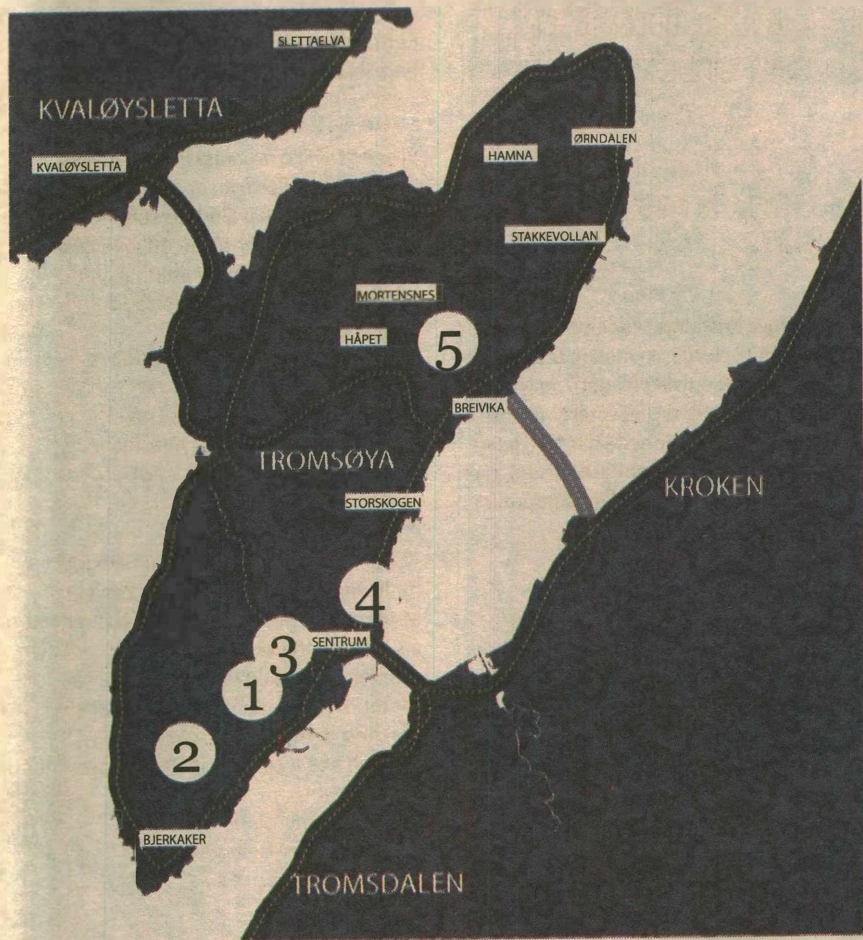 SLETTAELVA
KVALØYSLETTA
KVALØYSLETTA
ØRNDALEN
HAMNA
STAKKEVOLLAN
MORTENSNES
HÅPET
5
BREIVIKA
TROMSØYA
KROKEN
STORSKOGEN
4
3
SENTRUM
1
2
BJERKAKER
TROMSDALEN